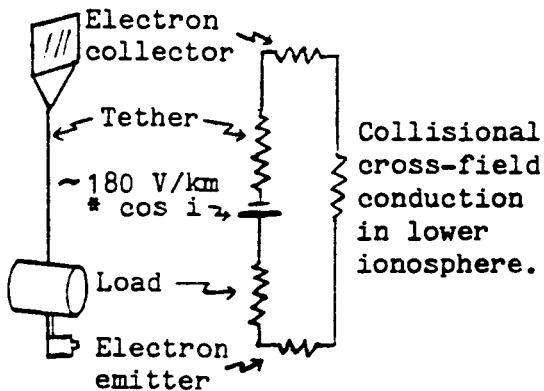 Electron
collector
Tether
~180 V/km
* cos i
Load
Electron
emitter
Collisional
cross-field
conduction
in lower
ionosphere.